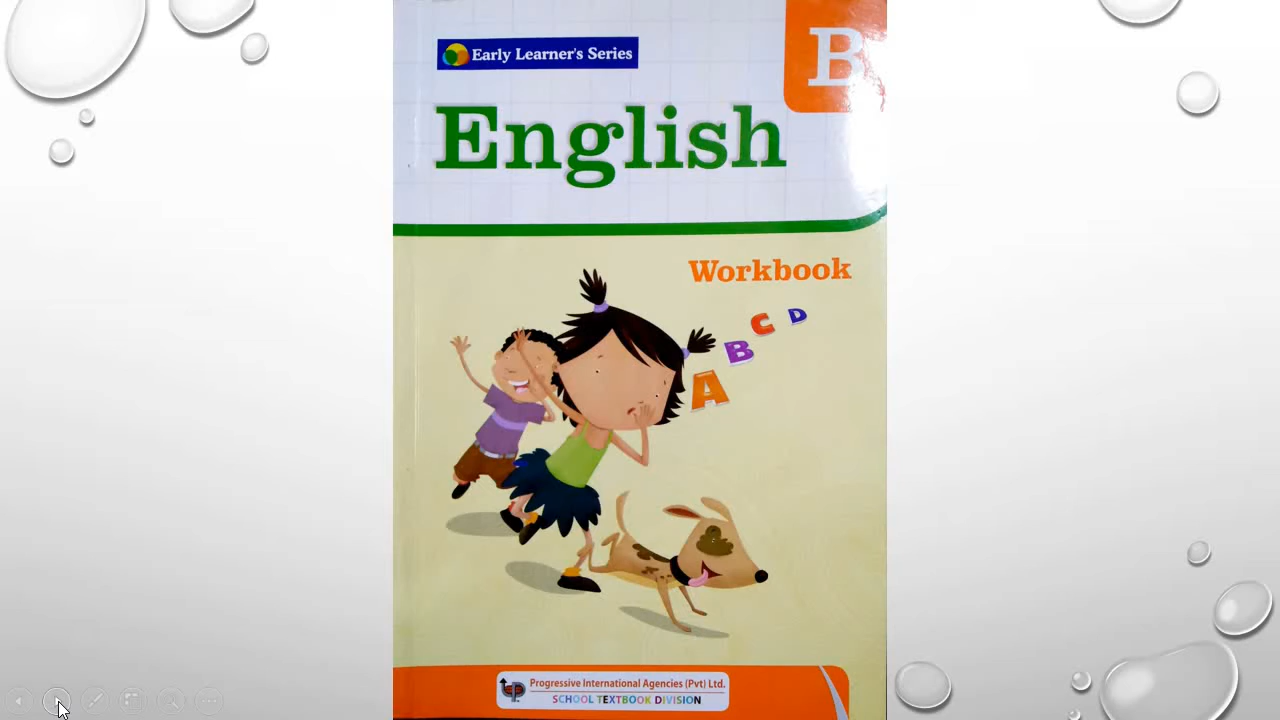 B
Early Learner's Series
English
Workbook
A B C D
Progressive International Agencies (Pvt) Ltd.
SCHOOL TEXTBOOK DIVISION